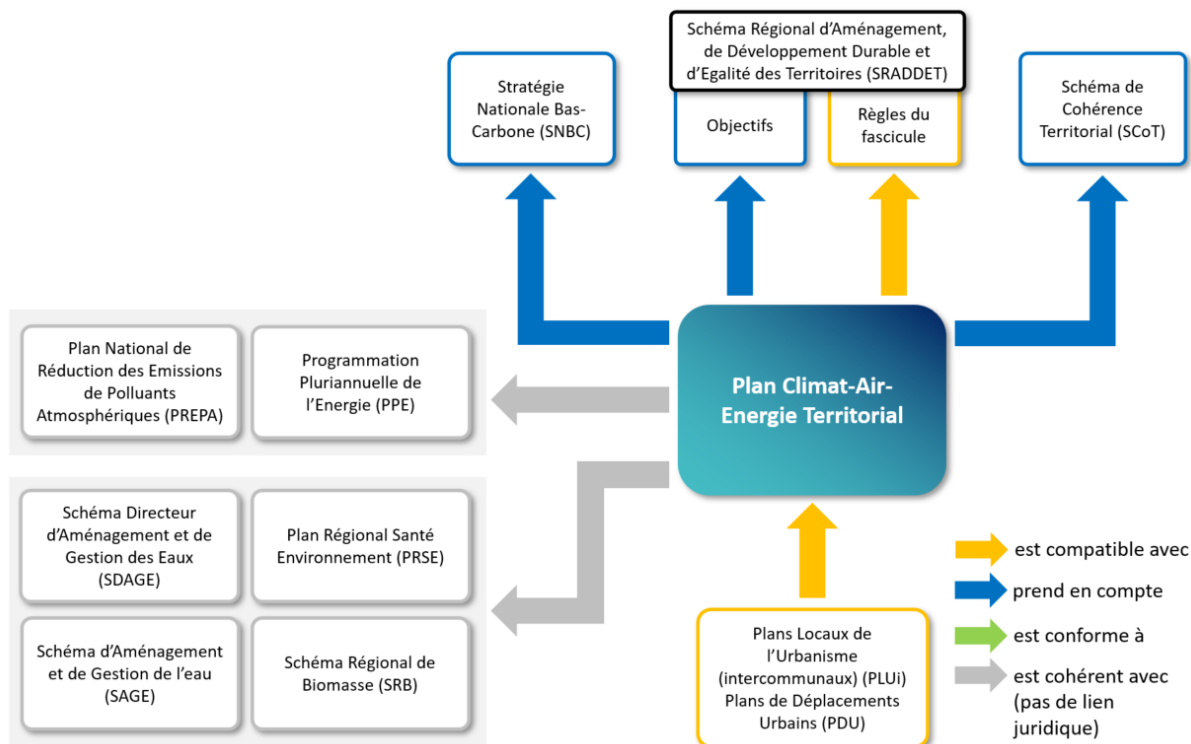 Schéma Régional d'Aménagement,
de Développement Durable et
d'Egalité des Territoires (SRADDET)
Stratégie
Nationale Bas-
Carbone (SNBC)
Objectifs
Règles du
fascicule
Schéma de
Cohérence
Territorial (SCoT)
Plan National de
Réduction des Emissions
de Polluants
Atmosphériques (PREPA)
Programmation
Pluriannuelle de
l'Energie (PPE)
Plan Climat-Air-
Energie Territorial
Schéma Directeur
d'Aménagement et de
Gestion des Eaux
(SDAGE)
Plan Régional Santé
Environnement (PRSE)
Schéma d'Aménagement
et de Gestion de l'eau
(SAGE)
Schéma Régional de
Biomasse (SRB)
Plans Locaux de
l'Urbanisme
(intercommunaux) (PLUi)
Plans de Déplacements
Urbains (PDU)
est compatible avec
prend en compte
est conforme à
est cohérent avec
(pas de lien
juridique)